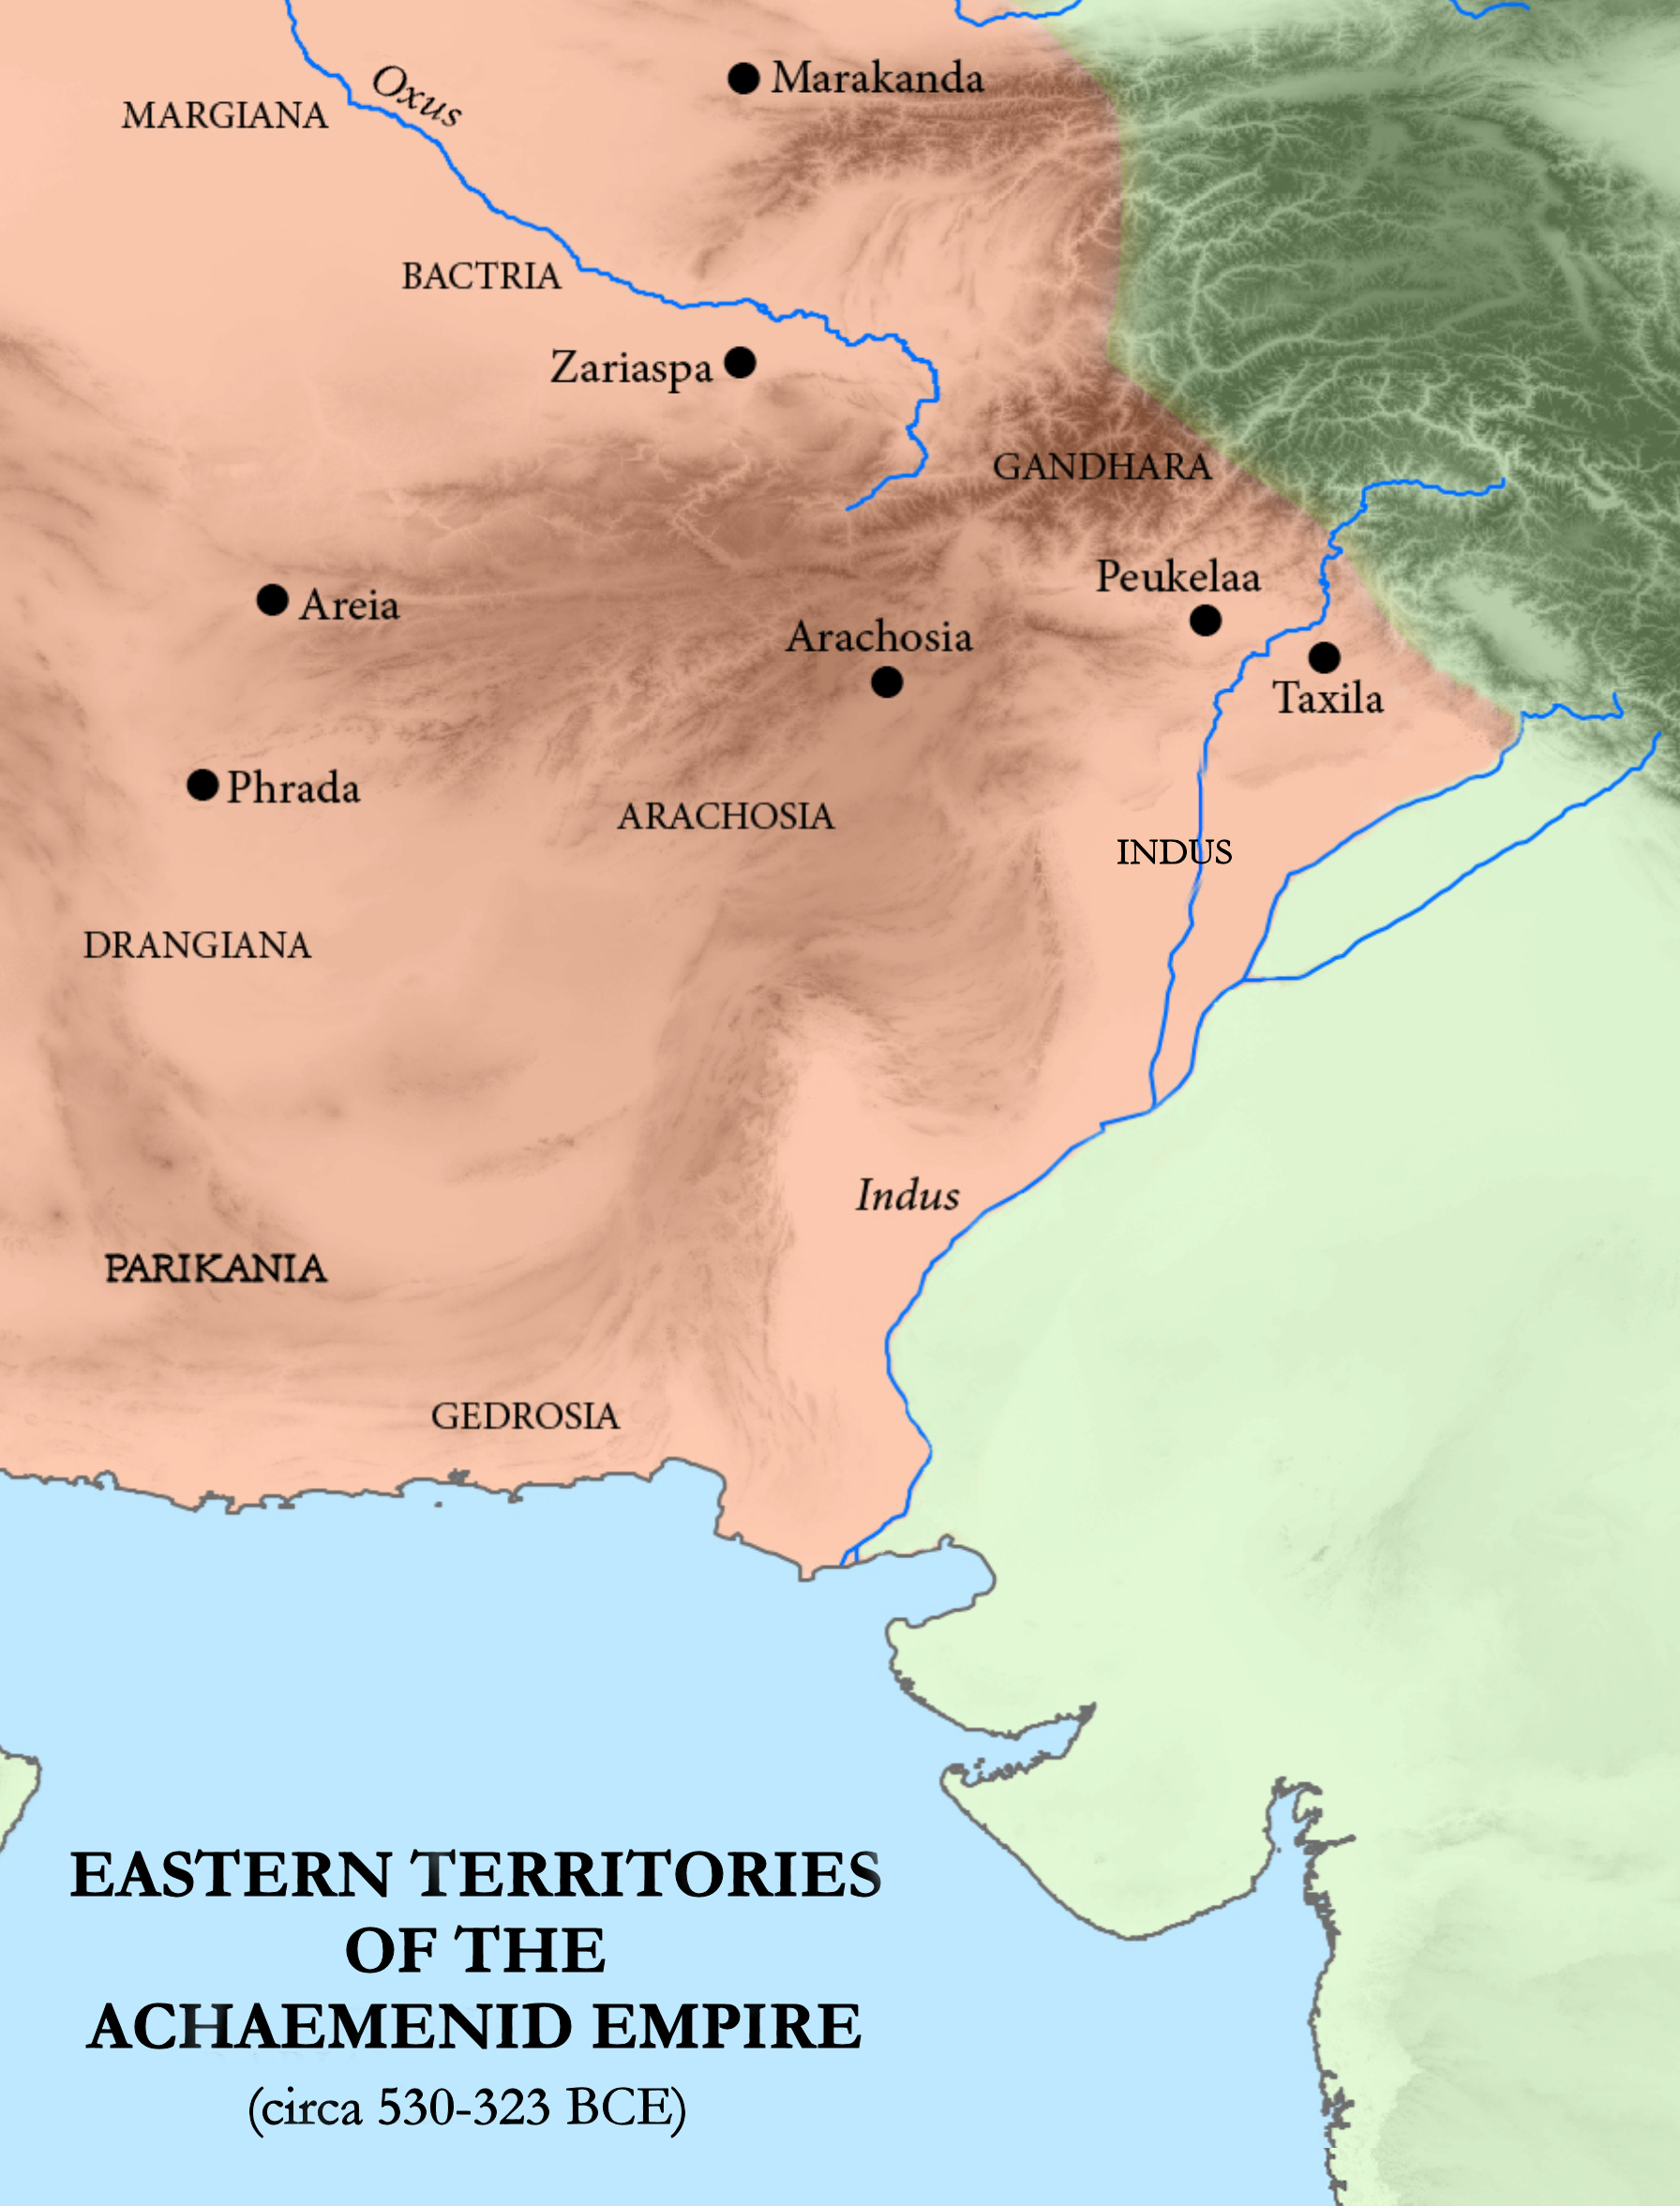 Marakanda
Oxus
MARGIANA
BACTRIA
Zariaspa
GANDHARA
Peukelaa
Areia
Arachosia
Taxila
Phrada
ARACHOSIA
INDUS
DRANGIANA
Indus
PARIKANIA
GEDROSIA
EASTERN TERRITORIES
OF THE
ACHAEMENID EMPIRE
(circa 530-323 BCE)